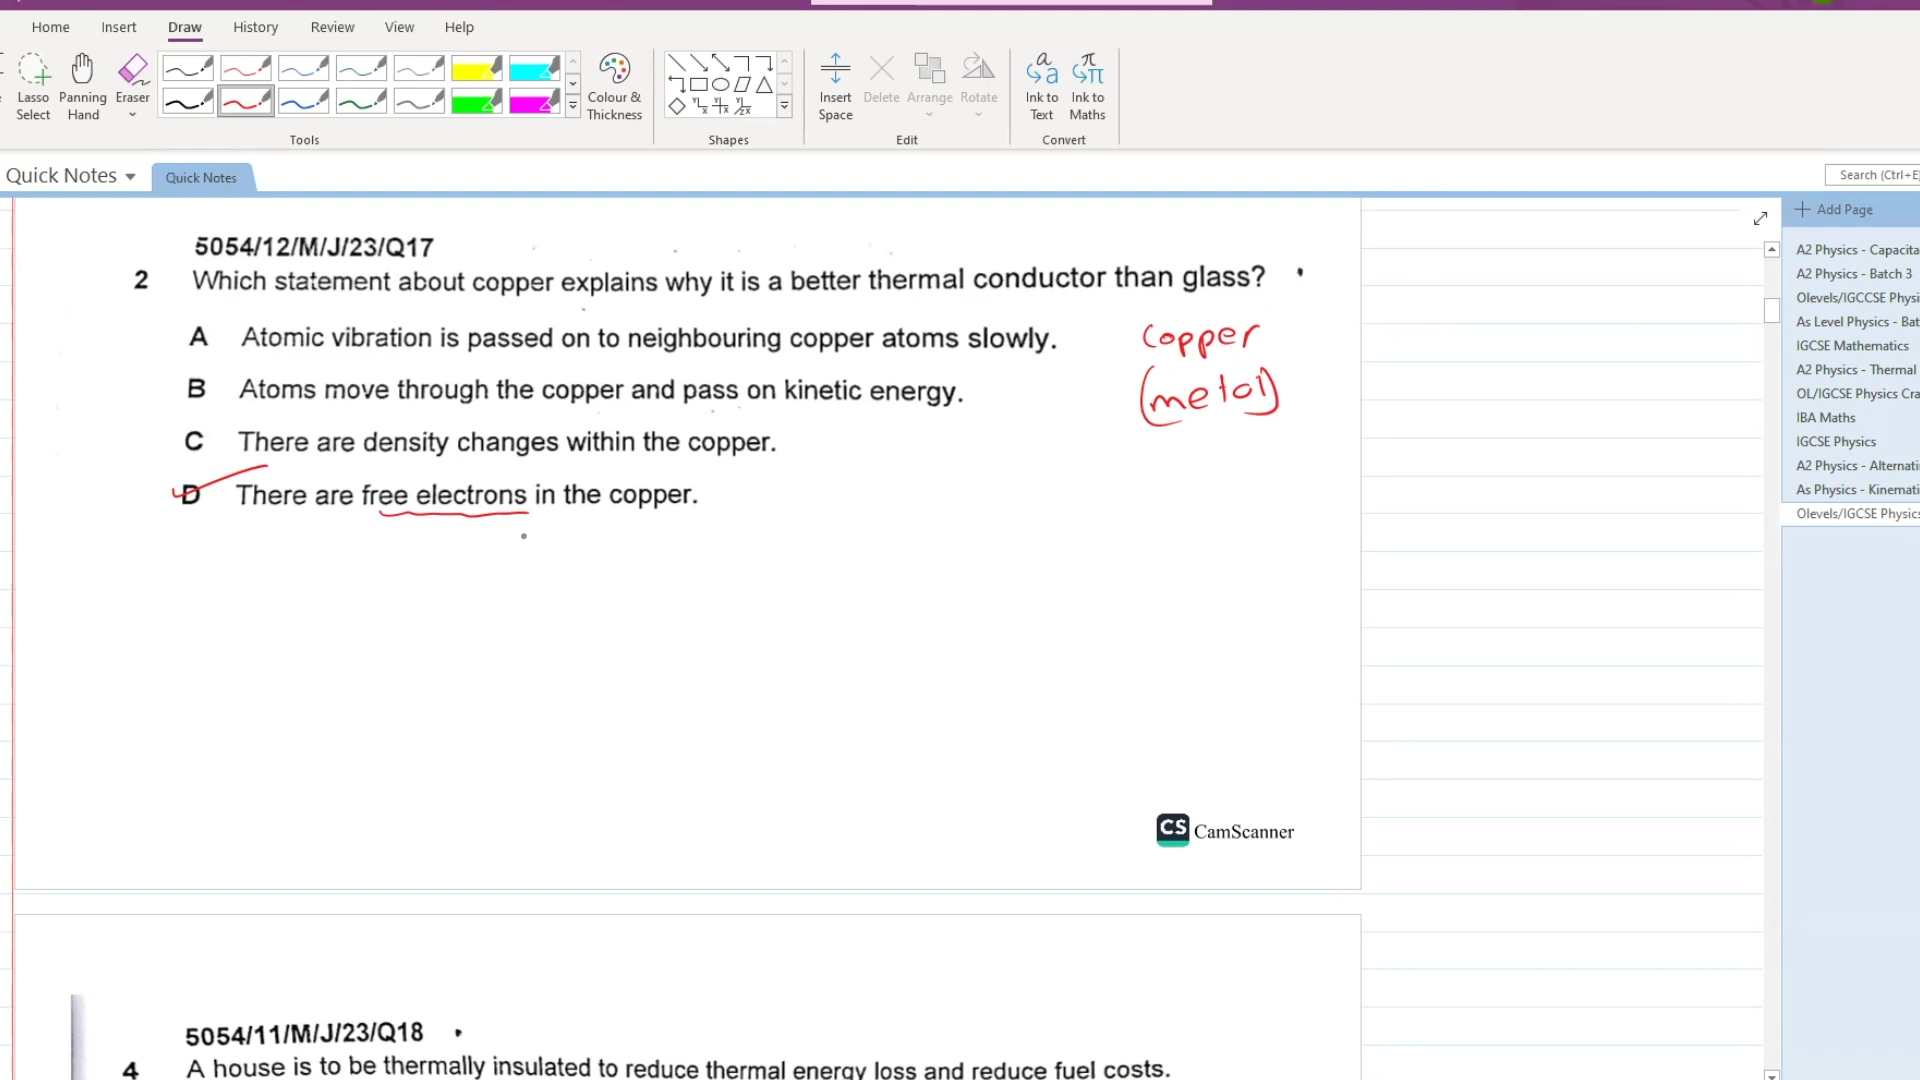 Home Insert Draw History Review View Help
Lasso Select
Panning Hand
Eraser
Colour & Thickness
Insert Space
Delete
Arrange
Rotate
Ink to Text
Ink to Maths
Tools
Shapes
Edit
Convert
Quick Notes
Quick Notes
Search (Ctrl+E)
Add Page
A2 Physics - Capacita
A2 Physics - Batch 3
Olevels/IGCCSE Physi
As Level Physics - Bat
IGCSE Mathematics
A2 Physics - Thermal
OL/IGCSE Physics Cra
IBA Maths
IGCSE Physics
A2 Physics - Alternati
As Physics - Kinemati
Olevels/IGCSE Physics
5054/12/M/J/23/Q17
2 Which statement about copper explains why it is a better thermal conductor than glass?
A Atomic vibration is passed on to neighbouring copper atoms slowly.
B Atoms move through the copper and pass on kinetic energy.
C There are density changes within the copper.
D There are free electrons in the copper.
copper
(metal)
CS CamScanner
5054/11/M/J/23/Q18
4 A house is to be thermally insulated to reduce thermal energy loss and reduce fuel costs.